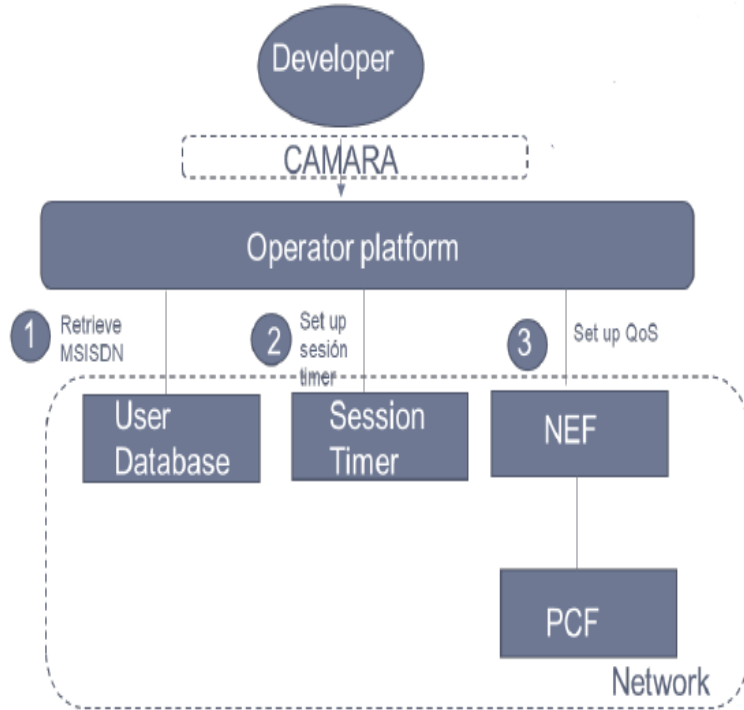 Developer
CAMARA
Operator platform
1
Retrieve
MSISDN
2
Set up
sesión
timer
3
Set up QoS
User
Database
Session
Timer
NEF
PCF
Network